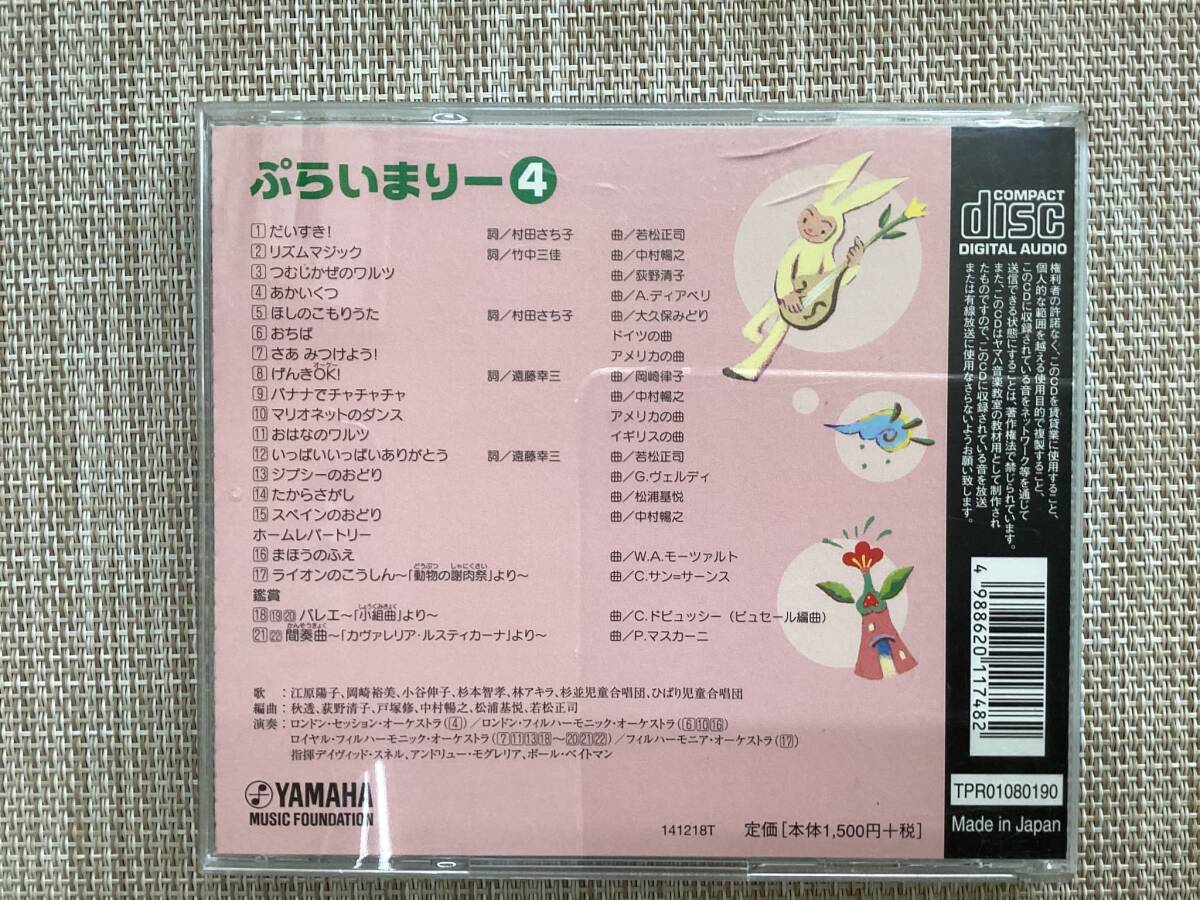 ぷらいまりー4
1 だいすき! 詞/村田さち子 曲/若松正司
2 リズムマジック 詞/竹中三佳 曲/中村暢之
3 つむじかぜのワルツ 曲/荻野清子
4 あかいくつ 曲/A.ディアベリ
5 ほしのこもりうた 詞/村田さち子 曲/大久保みどり
6 おちば ドイツの曲
7 さあ みつけよう! アメリカの曲
8 げんきOK! 詞/遠藤幸三 曲/岡崎律子
9 バナナでチャチャチャ 曲/中村暢之
10 マリオネットのダンス アメリカの曲
11 おはなのワルツ イギリスの曲
12 いっぱいいっぱいありがとう 詞/遠藤幸三 曲/若松正司
13 ジプシーのおどり 曲/G.ヴェルディ
14 たからさがし 曲/松浦基悦
15 スペインのおどり 曲/中村暢之
ホームレパートリー
16 まほうのふえ 曲/W.A.モーツァルト
17 ライオンのこうしん〜「動物の謝肉祭」より〜 曲/C.サン=サーンス
鑑賞
18 19 20 バレエ〜「小組曲」より〜 曲/C.ドビュッシー(ビュセール編曲)
21 22 間奏曲〜「カヴァレリア・ルスティカーナ」より〜 曲/P.マスカーニ
歌:江原陽子、岡崎裕美、小谷伸子、杉本智孝、林アキラ、杉並児童合唱団、ひばり児童合唱団
編曲:秋透、荻野清子、戸塚修、中村暢之、松浦基悦、若松正司
演奏:ロンドン・セッション・オーケストラ(4)/ロンドン・フィルハーモニック・オーケストラ(6 10 16)
ロイヤル・フィルハーモニック・オーケストラ(7 11 13 18〜20 21 22)/フィルハーモニア・オーケストラ(17)
指揮デイヴィッド・スネル、アンドリュー・モグレリア、ポール・ベイトマン
YAMAHA
MUSIC FOUNDATION
141218T 定価[本体1,500円+税]
COMPACT
disc
DIGITAL AUDIO
権利者の許諾なく、このCDを賃貸業に使用すること、
個人的な範囲を越える使用目的で複製すること、
このCDに収録されている音をネットワーク等を通じて
送信できる状態にすることは、著作権法で禁じられています。
また、このCDはヤマハ音楽教室の教材用として制作され
たものですので、このCDに収録されている音を放送
または有線放送に使用なさらないようお願い致します。
4 988620 117482
TPR01080190
Made in Japan